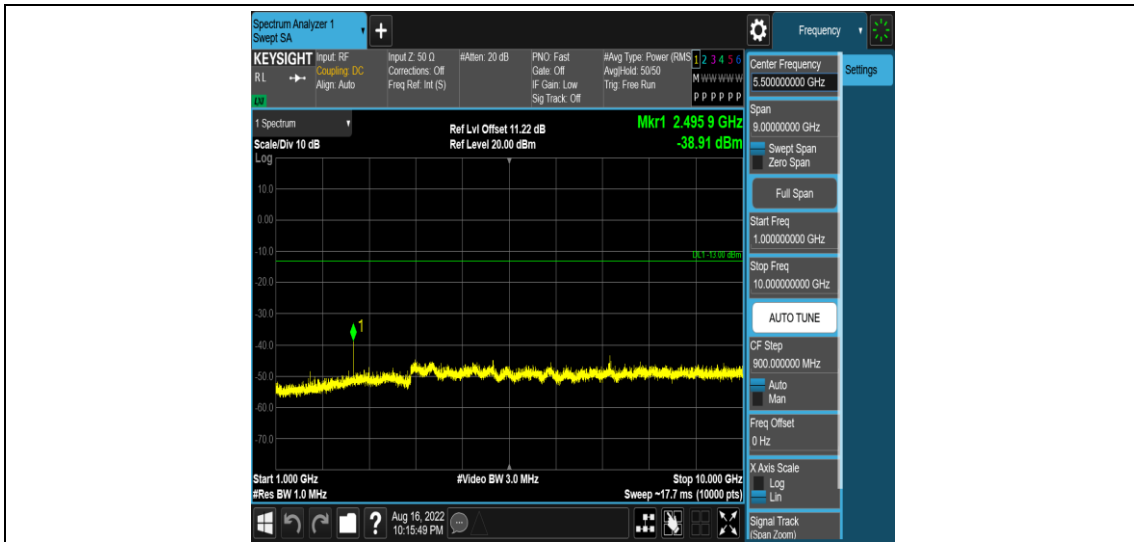 Spectrum Analyzer 1
Swept SA
+
Frequency
KEYSIGHT
RL
LXI
Input: RF
Coupling: DC
Align: Auto
Input Z: 50 Ω
Corrections: Off
Freq Ref: Int (S)
#Atten: 20 dB
PNO: Fast
Gate: Off
IF Gain: Low
Sig Track: Off
#Avg Type: Power (RMS
Avg|Hold: 50/50
Trig: Free Run
1 2 3 4 5 6
M W W W W W
P P P P P P
1 Spectrum
Scale/Div 10 dB
Ref Lvl Offset 11.22 dB
Ref Level 20.00 dBm
Mkr1 2.495 9 GHz
-38.91 dBm
Log
10.0
0.00
-10.0
DL1 -13.00 dBm
-20.0
-30.0
1
-40.0
-50.0
-60.0
-70.0
Start 1.000 GHz
#Res BW 1.0 MHz
#Video BW 3.0 MHz
Stop 10.000 GHz
Sweep ~17.7 ms (10000 pts)
Center Frequency
5.500000000 GHz
Settings
Span
9.00000000 GHz
Swept Span
Zero Span
Full Span
Start Freq
1.000000000 GHz
Stop Freq
10.000000000 GHz
AUTO TUNE
CF Step
900.000000 MHz
Auto
Man
Freq Offset
0 Hz
X Axis Scale
Log
Lin
Signal Track
(Span Zoom)
?
Aug 16, 2022
10:15:49 PM